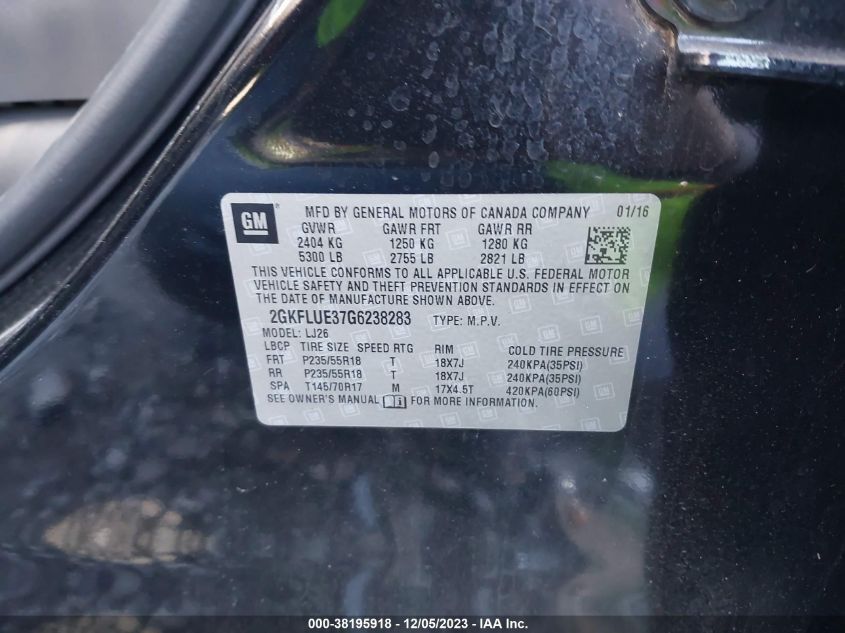 GM MFD BY GENERAL MOTORS OF CANADA COMPANY 01/16
GVWR GAWR FRT GAWR RR
2404 KG 1250 KG 1280 KG
5300 LB 2755 LB 2821 LB
THIS VEHICLE CONFORMS TO ALL APPLICABLE U.S. FEDERAL MOTOR
VEHICLE SAFETY AND THEFT PREVENTION STANDARDS IN EFFECT ON
THE DATE OF MANUFACTURE SHOWN ABOVE.
2GKFLUE37G6238283 TYPE: M.P.V.
MODEL: LJ26
LBCP TIRE SIZE SPEED RTG RIM COLD TIRE PRESSURE
FRT P235/55R18 T 18X7J 240KPA(35PSI)
RR P235/55R18 T 18X7J 240KPA(35PSI)
SPA T145/70R17 M 17X4.5T 420KPA(60PSI)
SEE OWNER'S MANUAL FOR MORE INFORMATION.
000-38195918 - 12/05/2023 - IAA Inc.